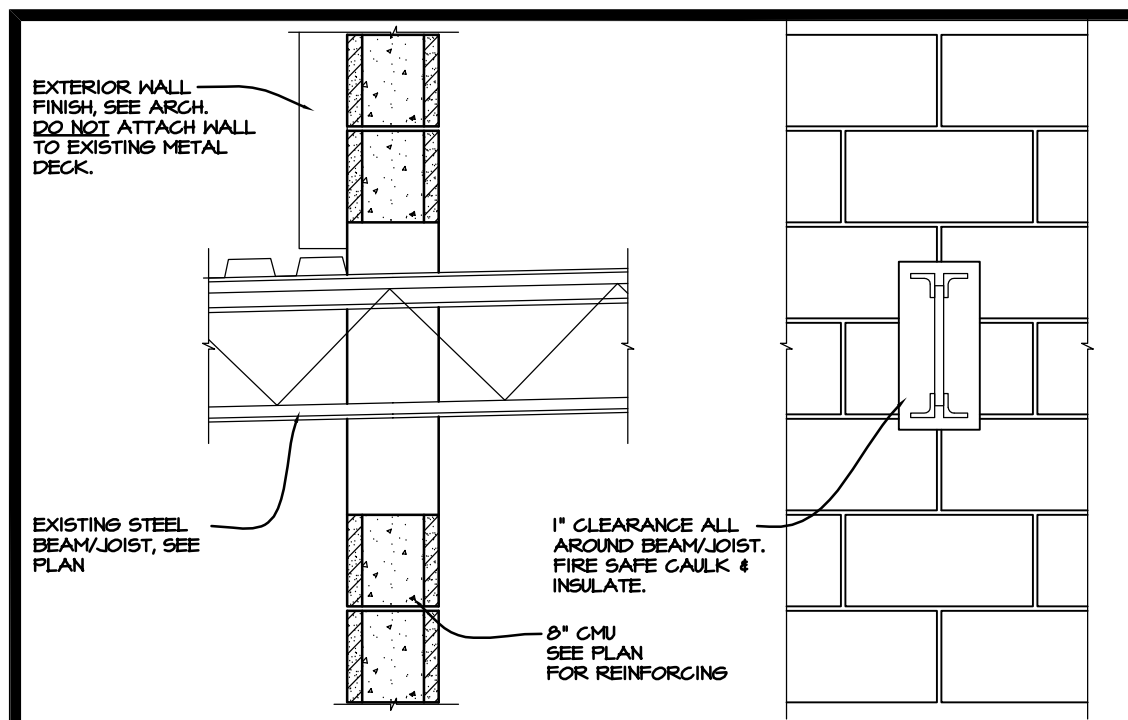 EXTERIOR WALL
FINISH, SEE ARCH.
DO NOT ATTACH WALL
TO EXISTING METAL
DECK.
EXISTING STEEL
BEAM/JOIST, SEE
PLAN
1" CLEARANCE ALL
AROUND BEAM/JOIST.
FIRE SAFE CAULK &
INSULATE.
8" CMU
SEE PLAN
FOR REINFORCING